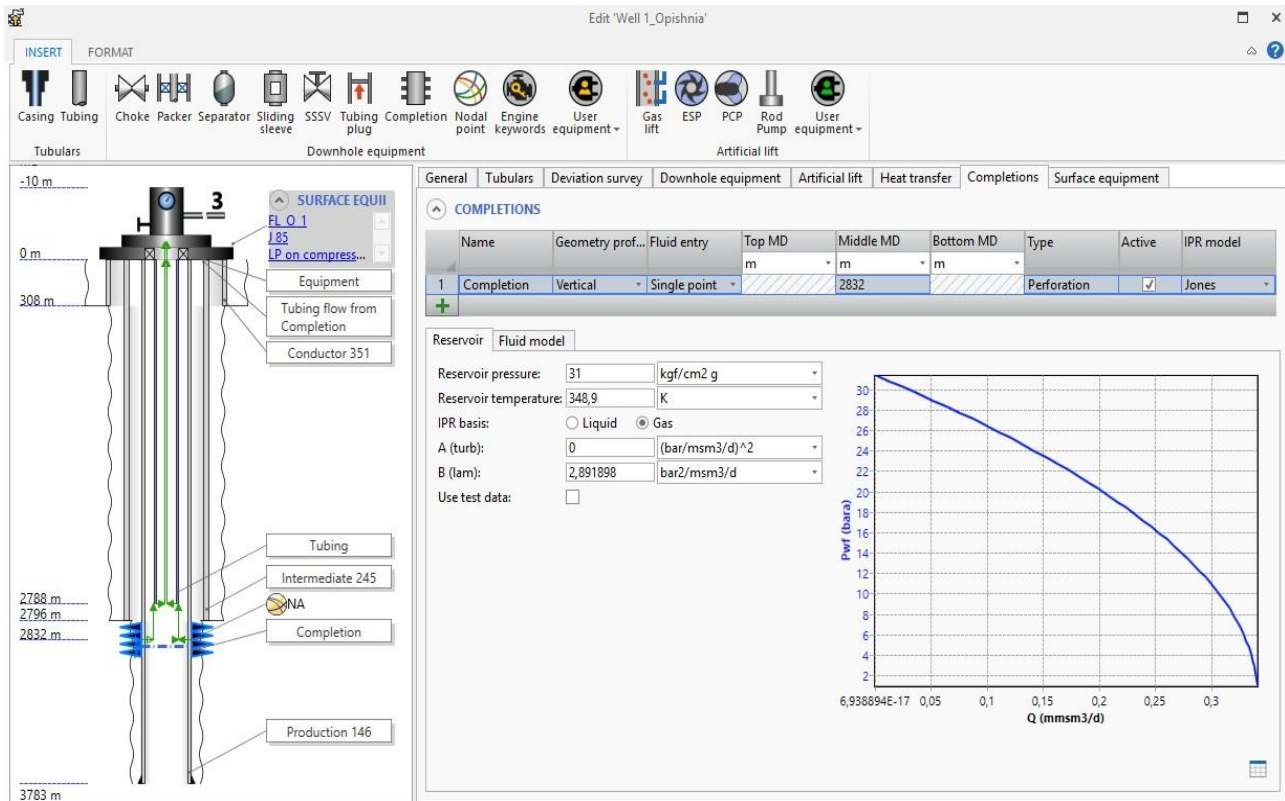 Edit 'Well 1_Opishnia'
INSERT FORMAT
Casing Tubing Choke Packer Separator Sliding sleeve SSSV Tubing plug Completion Nodal point Engine keywords User equipment Gas lift ESP PCP Rod Pump User equipment
Tubulars Downhole equipment Artificial lift
-10 m
3
SURFACE EQUII
FL_O_1
J 85
LP on compress...
0 m
Equipment
308 m
Tubing flow from
Completion
Conductor 351
Tubing
Intermediate 245
2788 m
2796 m
NA
2832 m
Completion
Production 146
3783 m
General Tubulars Deviation survey Downhole equipment Artificial lift Heat transfer Completions Surface equipment
COMPLETIONS
Name Geometry prof... Fluid entry Top MD Middle MD Bottom MD Type Active IPR model
m m m
1 Completion Vertical Single point 2832 Perforation Jones
Reservoir Fluid model
Reservoir pressure: 31 kgf/cm2 g
Reservoir temperature: 348,9 K
IPR basis: Liquid Gas
A (turb): 0 (bar/msm3/d)^2
B (lam): 2,891898 bar2/msm3/d
Use test data:
30
28
26
24
22
20
18
16
14
12
10
8
6
4
2
Pwf (bara)
6,938894E-17 0,05 0,1 0,15 0,2 0,25 0,3
Q (mmsm3/d)